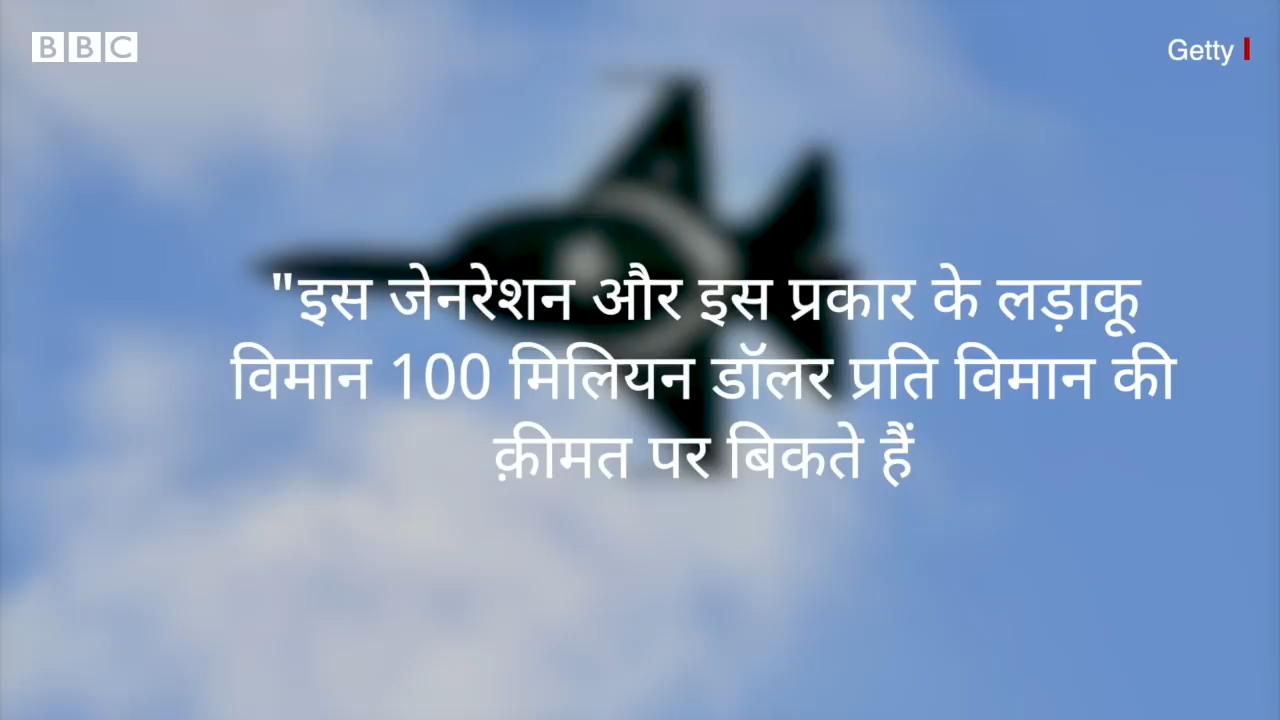 BBC
Getty
"इस जेनरेशन और इस प्रकार के लड़ाकू
विमान 100 मिलियन डॉलर प्रति विमान की
क़ीमत पर बिकते हैं